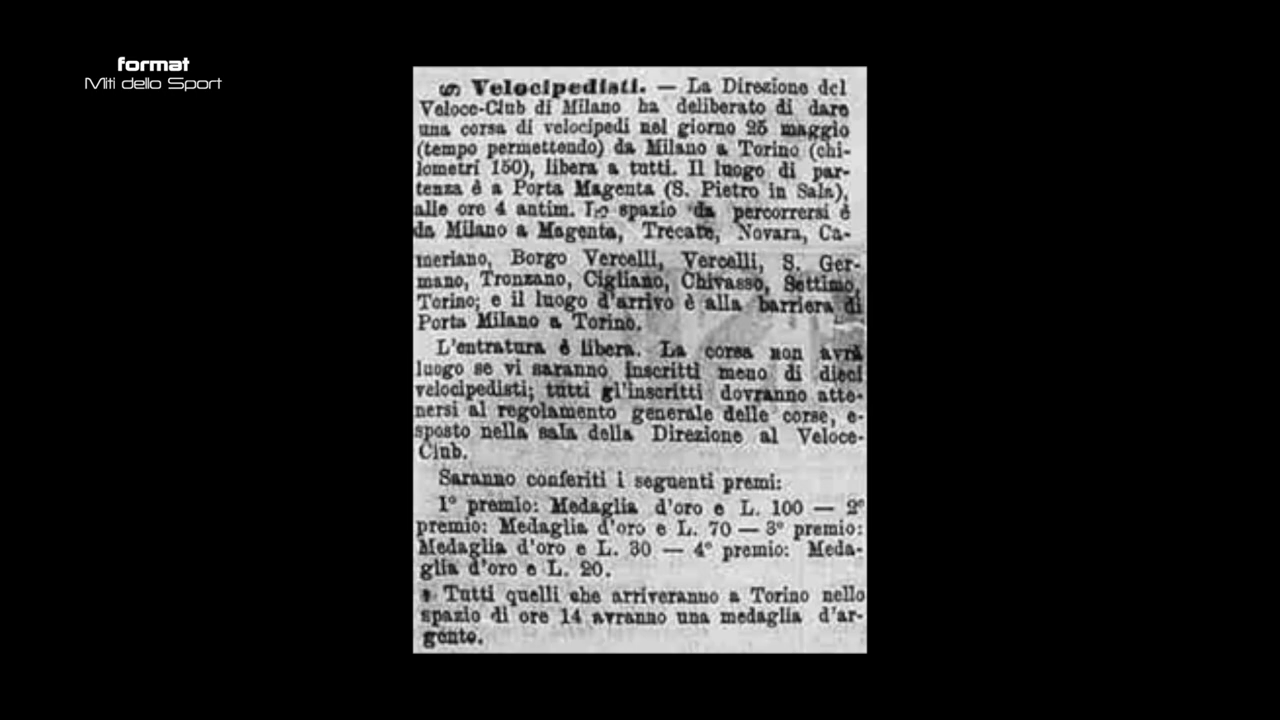 format
Miti dello Sport
Velocipedisti. — La Direzione del
Veloce-Club di Milano ha deliberato di dare
una corsa di velocipedi nel giorno 25 maggio
(tempo permettendo) da Milano a Torino (chi-
lometri 150), libera a tutti. Il luogo di par-
tenza è a Porta Magenta (S. Pietro in Sala),
alle ore 4 antim. Lo spazio da percorrersi è
da Milano a Magenta, Trecate, Novara, Ca-
meriano, Borgo Vercelli, Vercelli, S. Ger-
mano, Tronzano, Cigliano, Chivasso, Settimo,
Torino; e il luogo d'arrivo è alla barriera di
Porta Milano a Torino.
L'entratura è libera. La corsa non avrà
luogo se vi saranno inscritti meno di dieci
velocipedisti; tutti gl'inscritti dovranno atte-
nersi al regolamento generale delle corse, e-
sposto nella sala della Direzione al Veloce-
Club.
Saranno conferiti i seguenti premi:
1° premio: Medaglia d'oro e L. 100 — 2°
premio: Medaglia d'oro e L. 70 — 3° premio:
Medaglia d'oro e L. 30 — 4° premio: Meda-
glia d'oro e L. 20.
Tutti quelli che arriveranno a Torino nello
spazio di ore 14 avranno una medaglia d'ar-
gento.